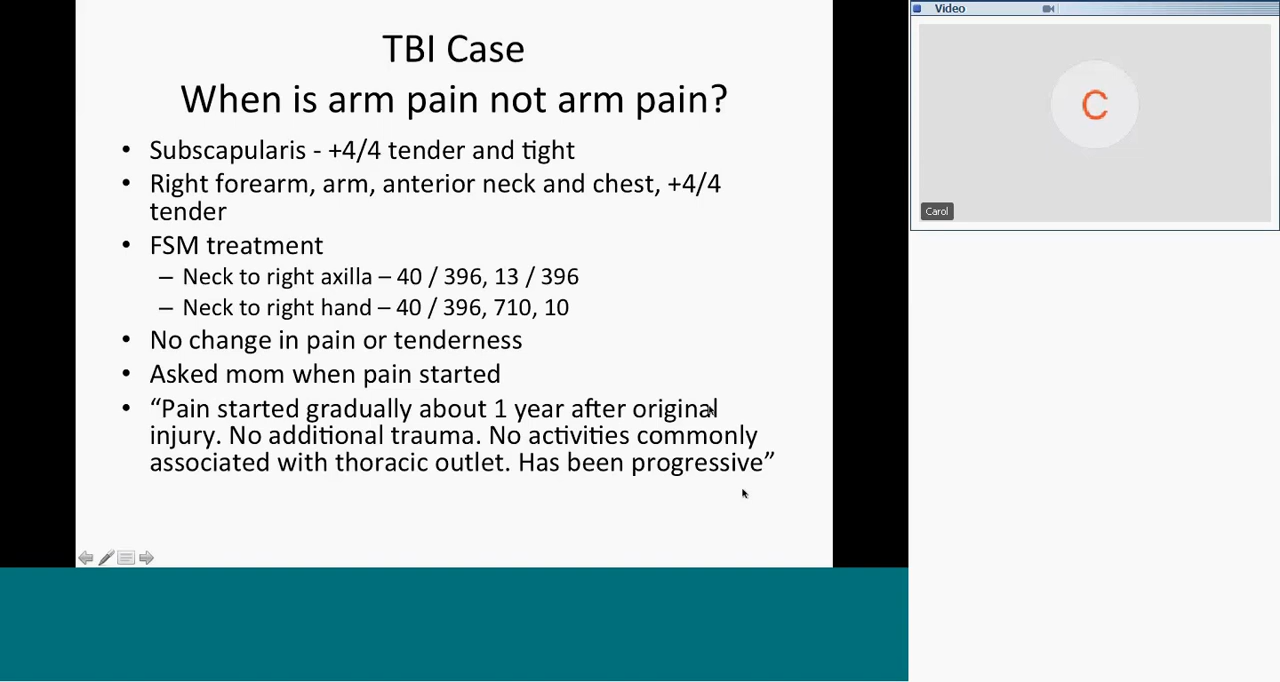 TBI Case
When is arm pain not arm pain?
• Subscapularis - +4/4 tender and tight
• Right forearm, arm, anterior neck and chest, +4/4
tender
• FSM treatment
– Neck to right axilla – 40 / 396, 13 / 396
– Neck to right hand – 40 / 396, 710, 10
• No change in pain or tenderness
• Asked mom when pain started
• “Pain started gradually about 1 year after original
injury. No additional trauma. No activities commonly
associated with thoracic outlet. Has been progressive”
Video
C
Carol